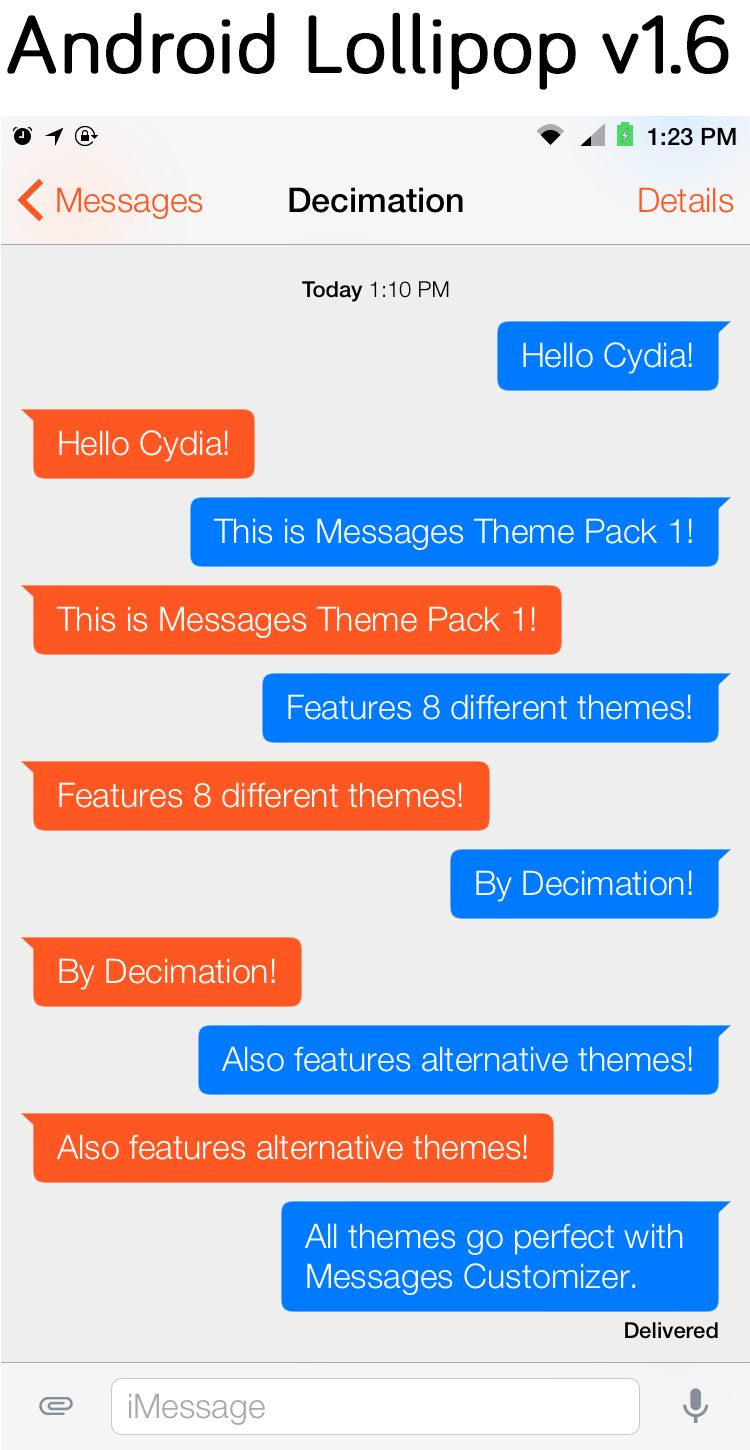 Android Lollipop v1.6
1:23 PM
Messages Decimation Details
Today 1:10 PM
Hello Cydia!
Hello Cydia!
This is Messages Theme Pack 1!
This is Messages Theme Pack 1!
Features 8 different themes!
Features 8 different themes!
By Decimation!
By Decimation!
Also features alternative themes!
Also features alternative themes!
All themes go perfect with
Messages Customizer.
Delivered
iMessage